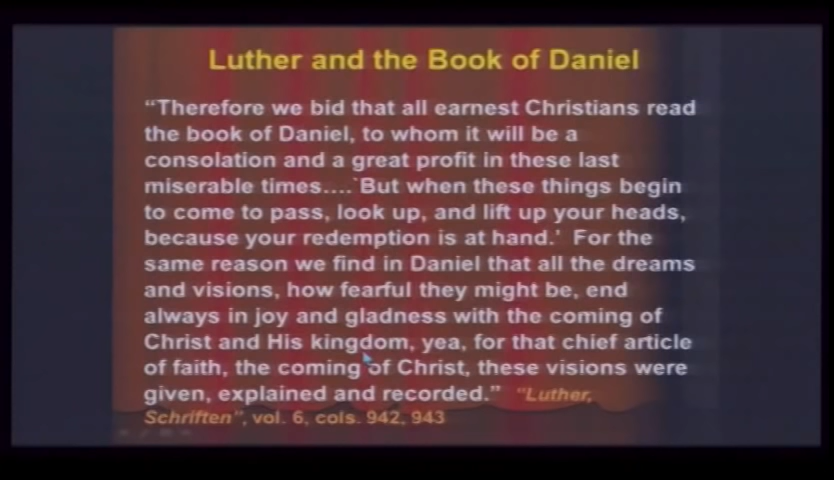 Luther and the Book of Daniel
“Therefore we bid that all earnest Christians read
the book of Daniel, to whom it will be a
consolation and a great profit in these last
miserable times....`But when these things begin
to come to pass, look up, and lift up your heads,
because your redemption is at hand.’ For the
same reason we find in Daniel that all the dreams
and visions, how fearful they might be, end
always in joy and gladness with the coming of
Christ and His kingdom, yea, for that chief article
of faith, the coming of Christ, these visions were
given, explained and recorded.” “Luther,
Schriften”, vol. 6, cols. 942, 943